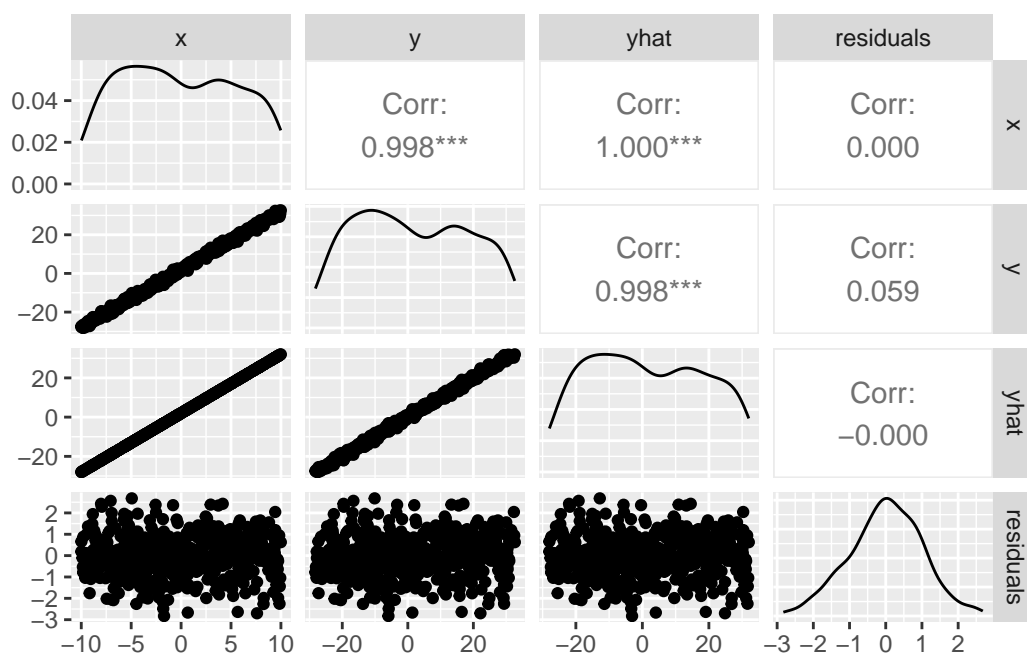 x y yhat residuals
0.04
0.02
0.00
Corr:
0.998***
Corr:
1.000***
Corr:
0.000
x
20
0
−20
Corr:
0.998***
Corr:
0.059
y
20
0
−20
Corr:
−0.000
yhat
2
1
0
−1
−2
−3
residuals
−10 −5 0 5 10
−20 0 20
−20 0 20
−3 −2 −1 0 1 2